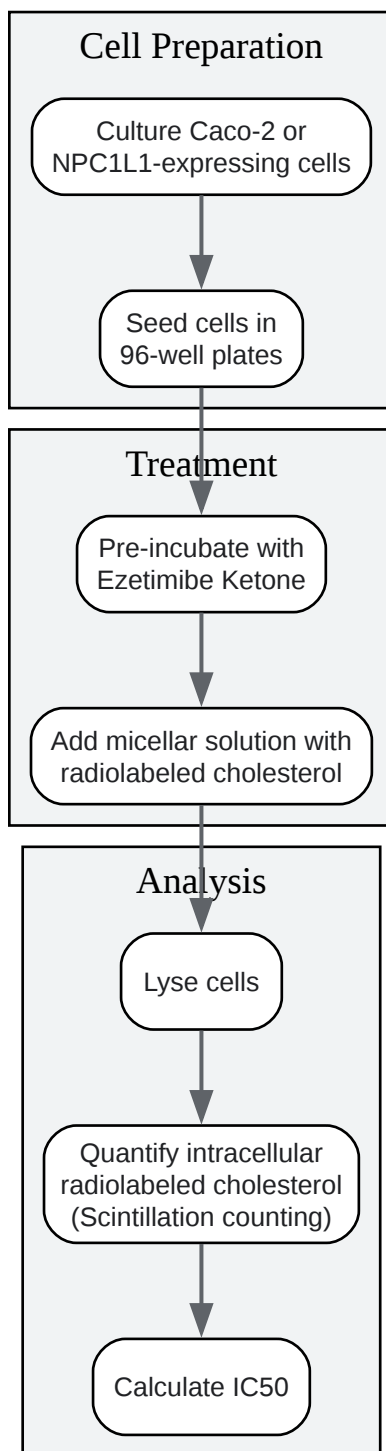 Cell Preparation
Culture Caco-2 or
NPC1L1-expressing cells
Seed cells in
96-well plates
Treatment
Pre-incubate with
Ezetimibe Ketone
Add micellar solution with
radiolabeled cholesterol
Analysis
Lyse cells
Quantify intracellular
radiolabeled cholesterol
(Scintillation counting)
Calculate IC50